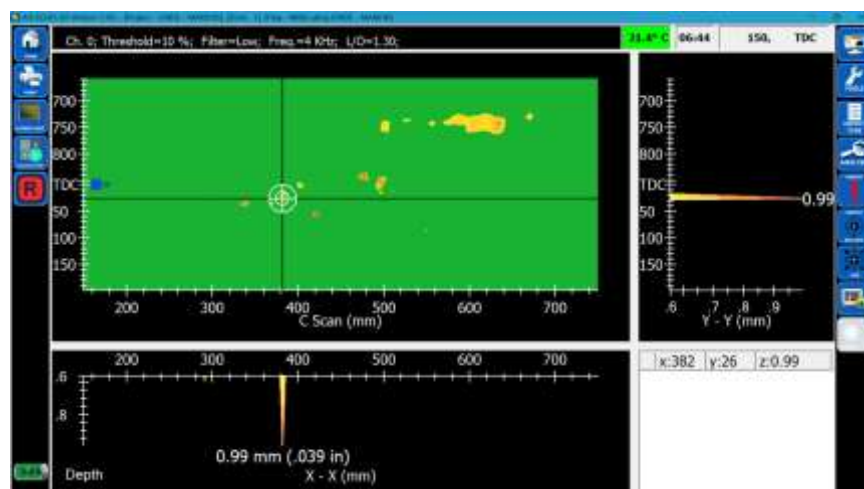 Ch. 0; Threshold=10 %; Filter=Low; Freq.=4 KHz; L/D=1.30;
31.4° C 06:44 150, TDC
700
750
800
TDC
50
100
150
200 300 400 500 600 700
C Scan (mm)
700
750
800
TDC
50
100
150
0.99
.6 .7 .8 .9
Y - Y (mm)
200 300 400 500 600 700
.6
.8
0.99 mm (.039 in)
Depth X - X (mm)
x:382 y:26 z:0.99
R
TOOLS